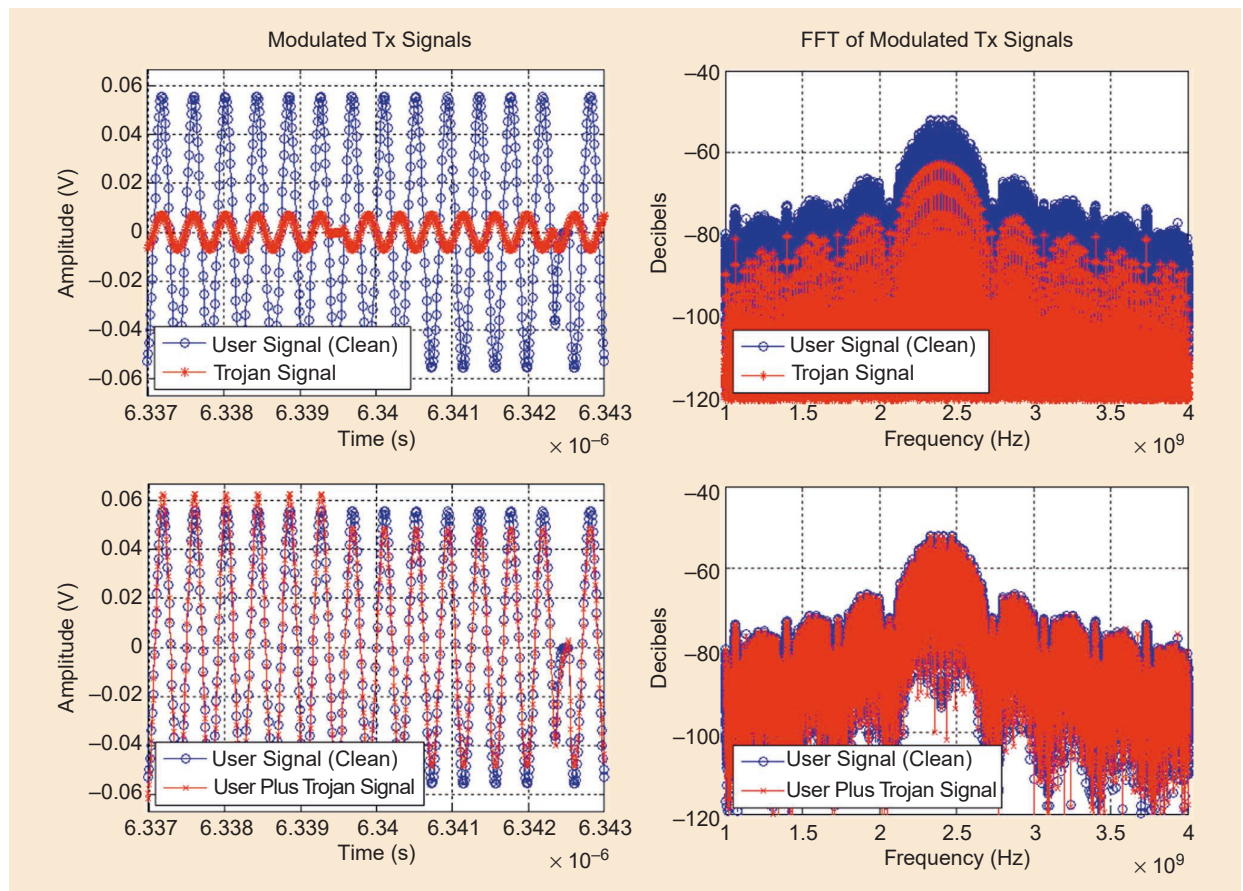 Modulated Tx Signals
0.06
0.04
0.02
0
–0.02
–0.04
–0.06
Amplitude (V)
User Signal (Clean)
Trojan Signal
6.337 6.338 6.339 6.34 6.341 6.342 6.343
Time (s)
× 10–6
FFT of Modulated Tx Signals
–40
–60
–80
–100
–120
Decibels
User Signal (Clean)
Trojan Signal
1 1.5 2 2.5 3 3.5 4
Frequency (Hz)
× 109
0.06
0.04
0.02
0
–0.02
–0.04
–0.06
Amplitude (V)
User Signal (Clean)
User Plus Trojan Signal
6.337 6.338 6.339 6.34 6.341 6.342 6.343
Time (s)
× 10–6
–40
–60
–80
–100
–120
Decibels
User Signal (Clean)
User Plus Trojan Signal
1 1.5 2 2.5 3 3.5 4
Frequency (Hz)
× 109